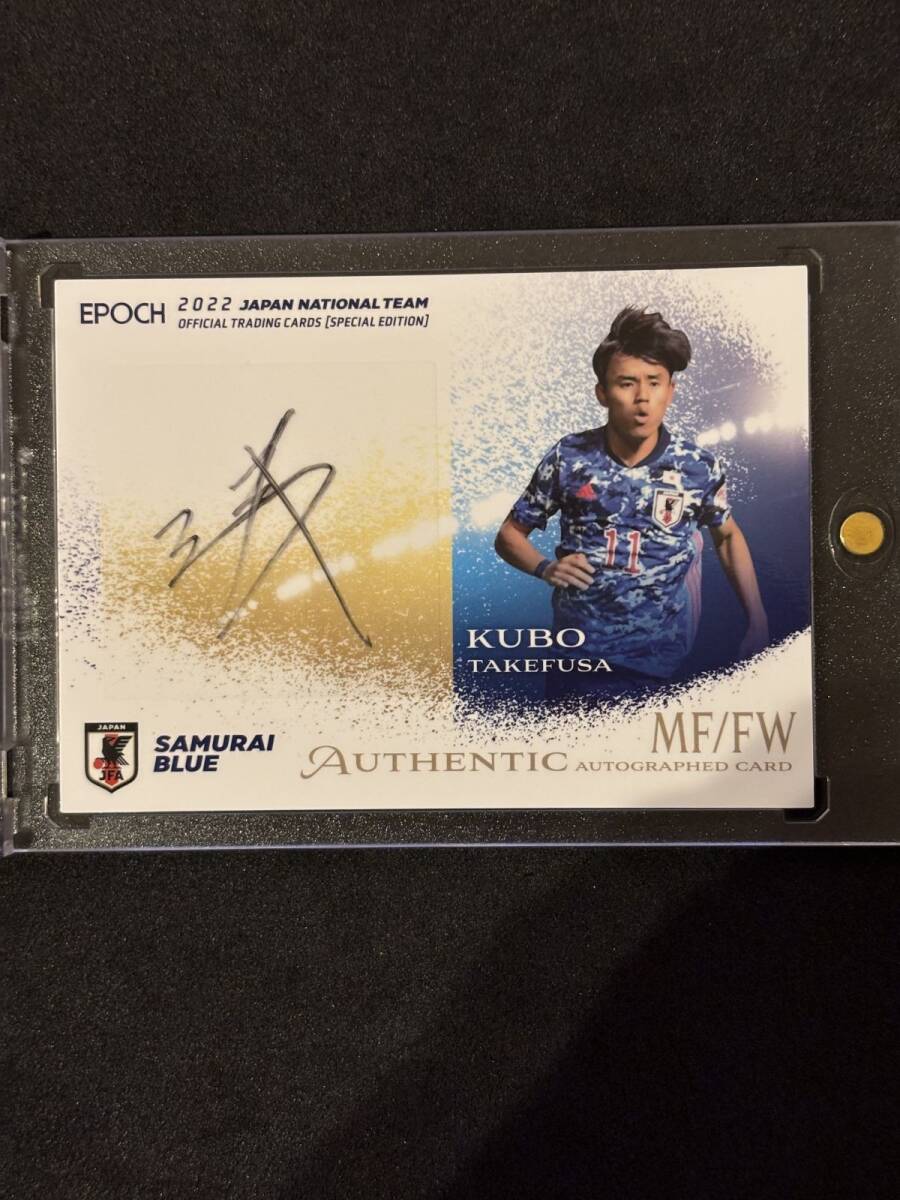 EPOCH 2022 JAPAN NATIONAL TEAM
OFFICIAL TRADING CARDS [SPECIAL EDITION]
11
KUBO
TAKEFUSA
MF/FW
JAPAN
JFA
SAMURAI
BLUE
AUTHENTIC AUTOGRAPHED CARD